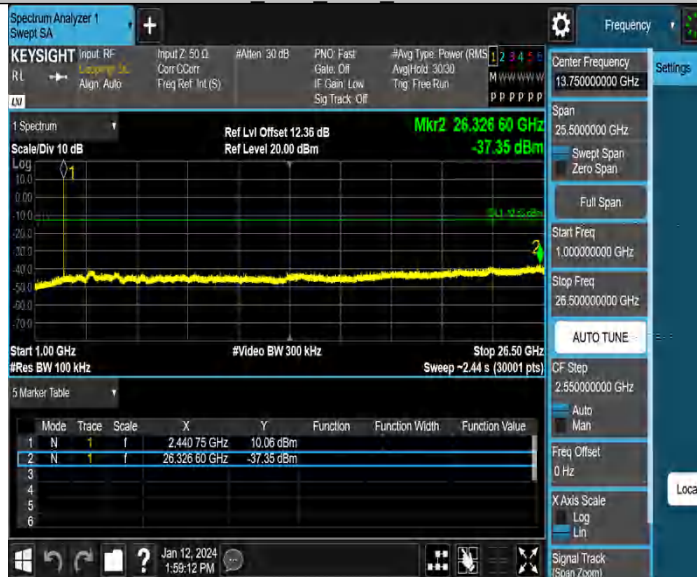 Spectrum Analyzer 1
Swept SA
+
Frequency
KEYSIGHT
RL
Input: RF
Align: Auto
Input Z: 50 Ω
Corr CCorr
Freq Ref: Int (S)
#Atten: 30 dB
PNO: Fast
Gate: Off
IF Gain: Low
Sig Track: Off
#Avg Type: Power (RMS
Avg|Hold: 30/30
Trig: Free Run
1 2 3 4 5 6
M W W W W W
P P P P P P
LXI
1 Spectrum
Scale/Div 10 dB
Log
Ref Lvl Offset 12.36 dB
Ref Level 20.00 dBm
Mkr2 26.326 60 GHz
-37.35 dBm
1
10.0
0.00
-10.0
-20.0
-30.0
2
-40.0
-50.0
-60.0
-70.0
Start 1.00 GHz
#Res BW 100 kHz
#Video BW 300 kHz
Stop 26.50 GHz
Sweep ~2.44 s (30001 pts)
5 Marker Table
Mode Trace Scale X Y Function Function Width Function Value
1 N 1 f 2.440 75 GHz 10.06 dBm
2 N 1 f 26.326 60 GHz -37.35 dBm
3
4
5
6
Jan 12, 2024
1:59:12 PM
?
Center Frequency
13.750000000 GHz
Settings
Span
25.5000000 GHz
Swept Span
Zero Span
Full Span
Start Freq
1.000000000 GHz
Stop Freq
26.500000000 GHz
AUTO TUNE
CF Step
2.550000000 GHz
Auto
Man
Freq Offset
0 Hz
Loca
X Axis Scale
Log
Lin
Signal Track
(Span Zoom)